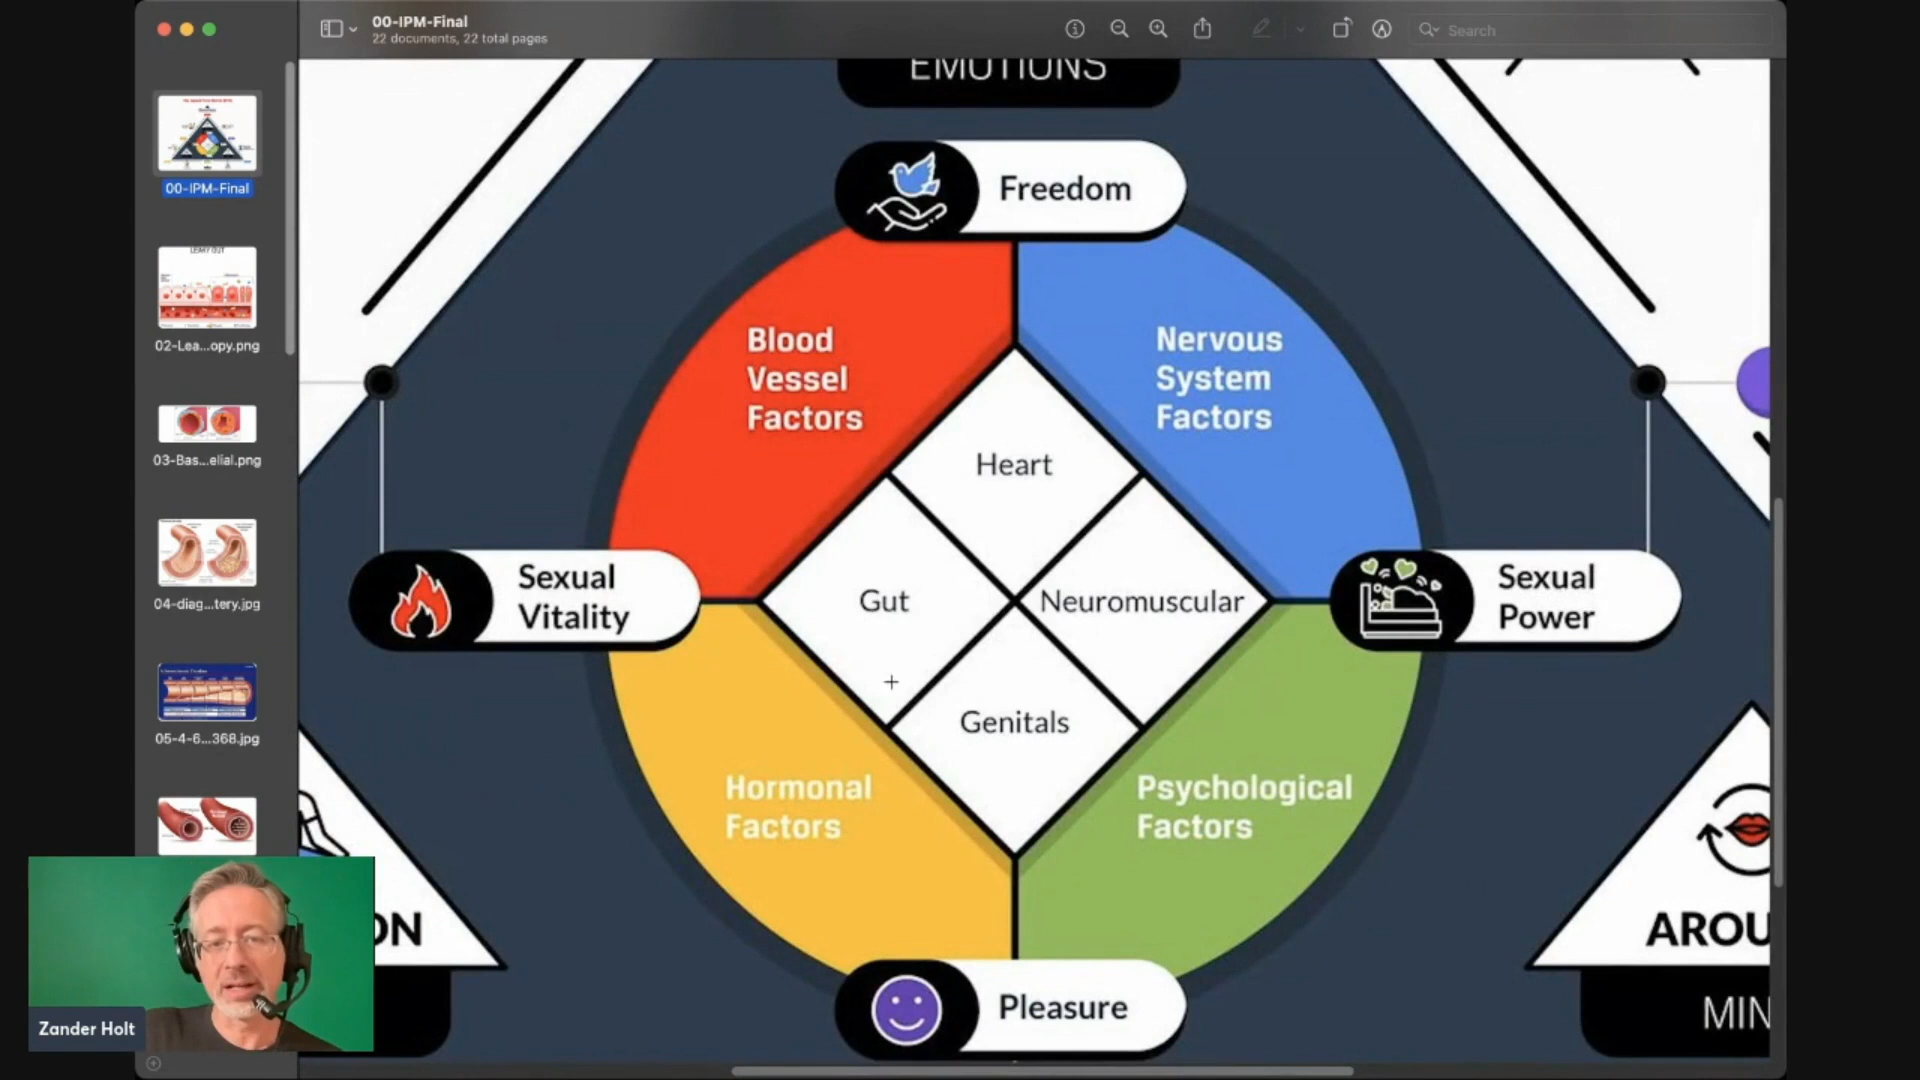 00-IPM-Final
22 documents, 22 total pages
Search
00-IPM-Final
LEAKY GUT
02-Lea...opy.png
03-Bas...elial.png
04-diag...tery.jpg
05-4-6...368.jpg
EMOTIONS
Freedom
Blood
Vessel
Factors
Nervous
System
Factors
Heart
Sexual
Vitality
Gut
Neuromuscular
Sexual
Power
Genitals
Hormonal
Factors
Psychological
Factors
ON
AROU
Pleasure
MIN
Zander Holt